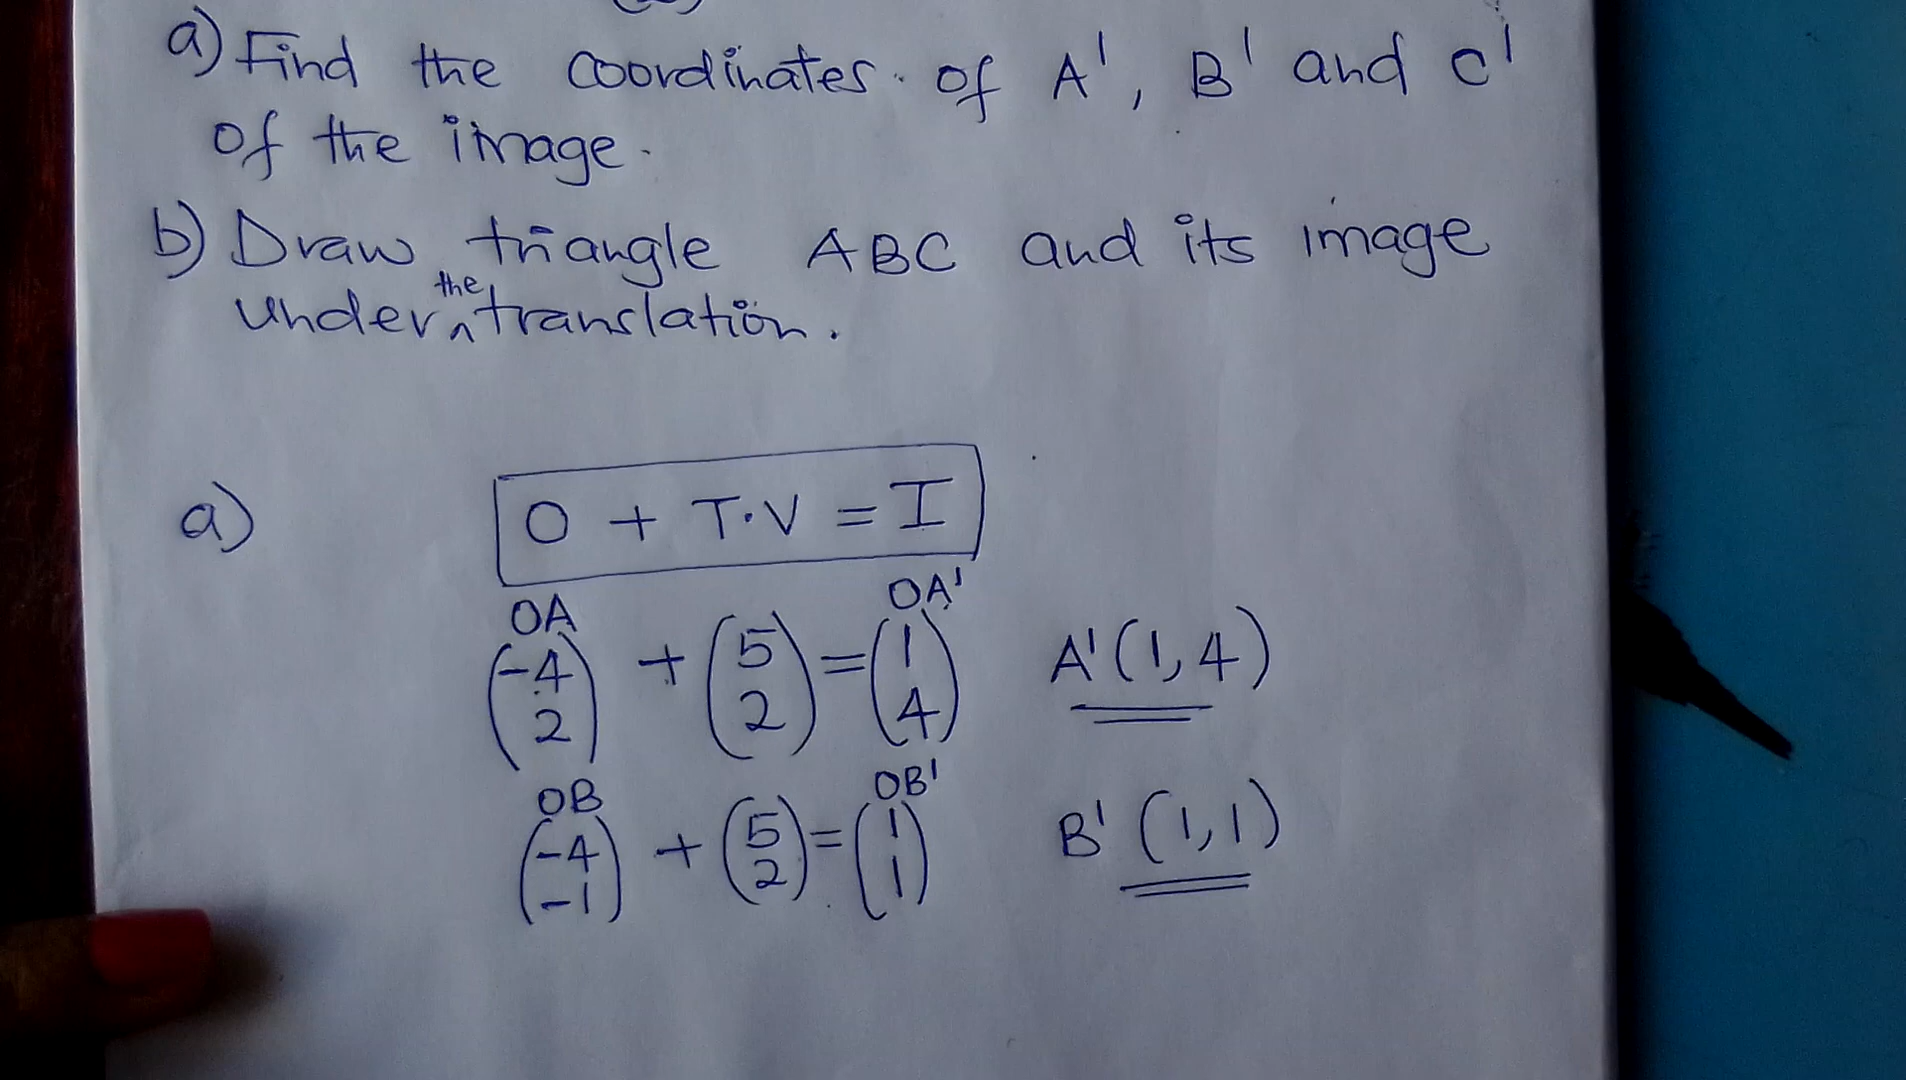 a) Find the coordinates of A', B' and C'
of the image.
b) Draw triangle ABC and its image
under the translation.
a)
O + T.V = I
OA OA'
(-4 2) + (5 2) = (1 4) A'(1,4)
OB OB'
(-4 -1) + (5 2) = (1 1) B'(1,1)